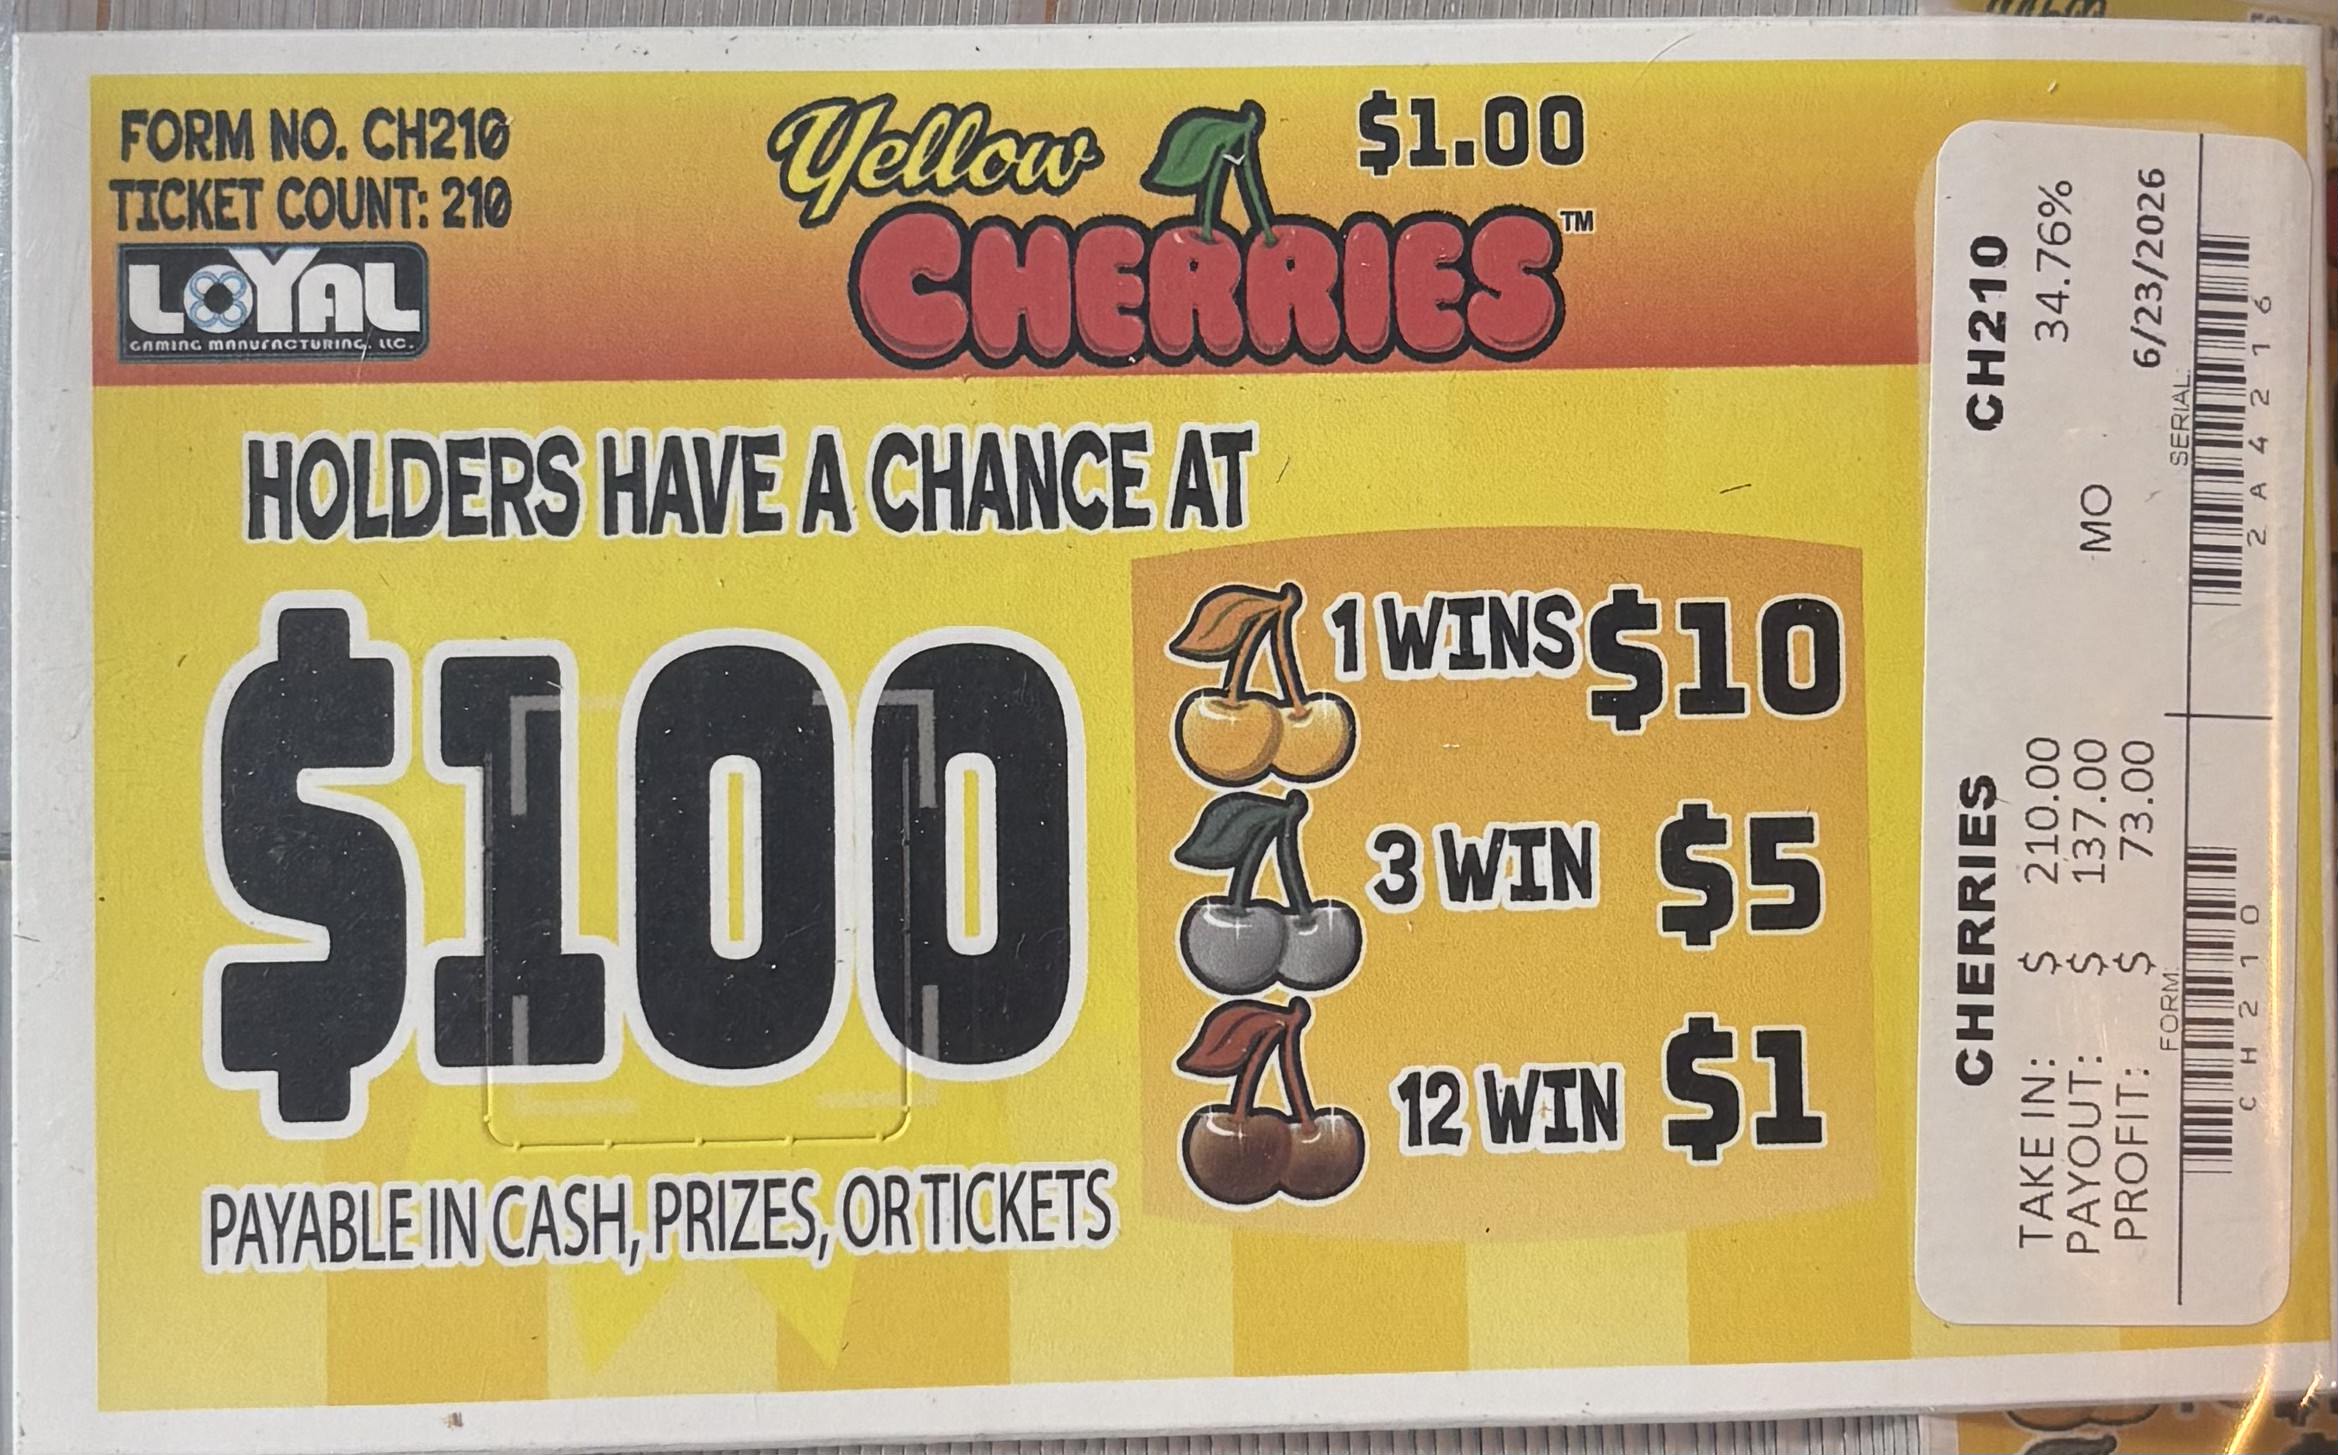 FORM NO. CH210
TICKET COUNT: 210
LOYAL
GAMING MANUFACTURING, LLC.
Yellow
CHERRIES™
$1.00
HOLDERS HAVE A CHANCE AT
$100
PAYABLE IN CASH, PRIZES, OR TICKETS
1 WINS $10
3 WIN $5
12 WIN $1
CHERRIES CH210
TAKE IN: $ 210.00 34.76%
PAYOUT: $ 137.00 MO
PROFIT: $ 73.00 6/23/2026
FORM: SERIAL:
CH210 2A4216